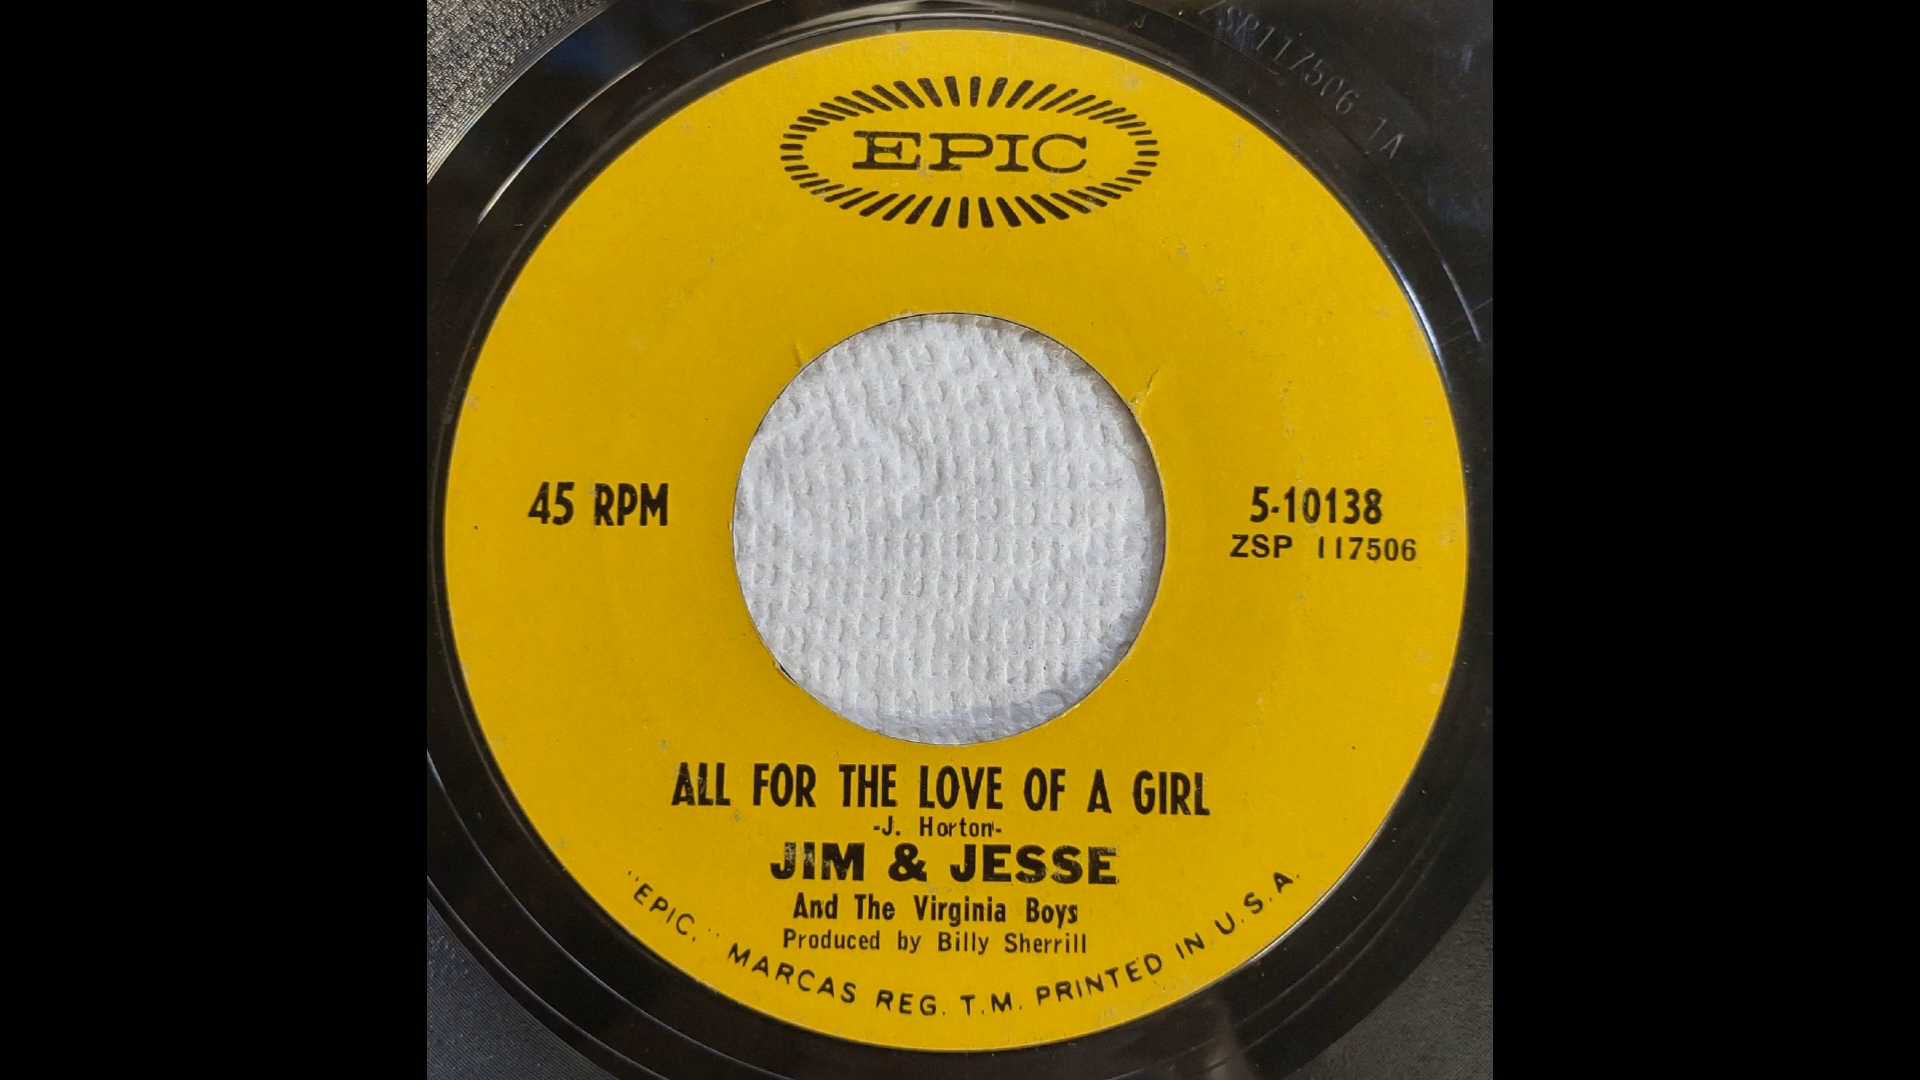 ZSP117506-1A
EPIC
45 RPM
5-10138
ZSP 117506
ALL FOR THE LOVE OF A GIRL
-J. Horton-
JIM & JESSE
And The Virginia Boys
Produced by Billy Sherrill
"EPIC," MARCAS REG. T.M. PRINTED IN U.S.A.